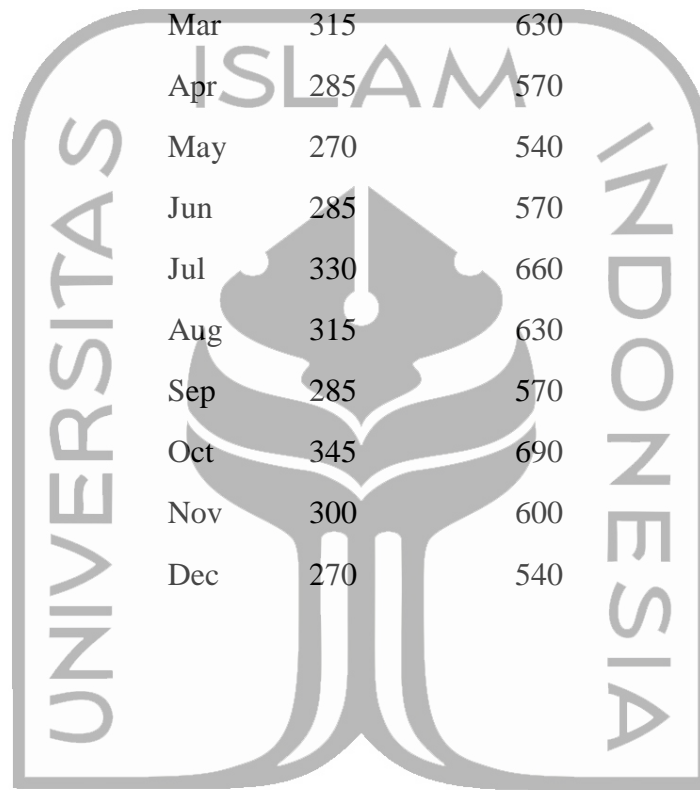 Mar 315 630
Apr 285 570
May 270 540
Jun 285 570
Jul 330 660
Aug 315 630
Sep 285 570
Oct 345 690
Nov 300 600
Dec 270 540
UNIVERSITAS
ISLAM
INDONESIA